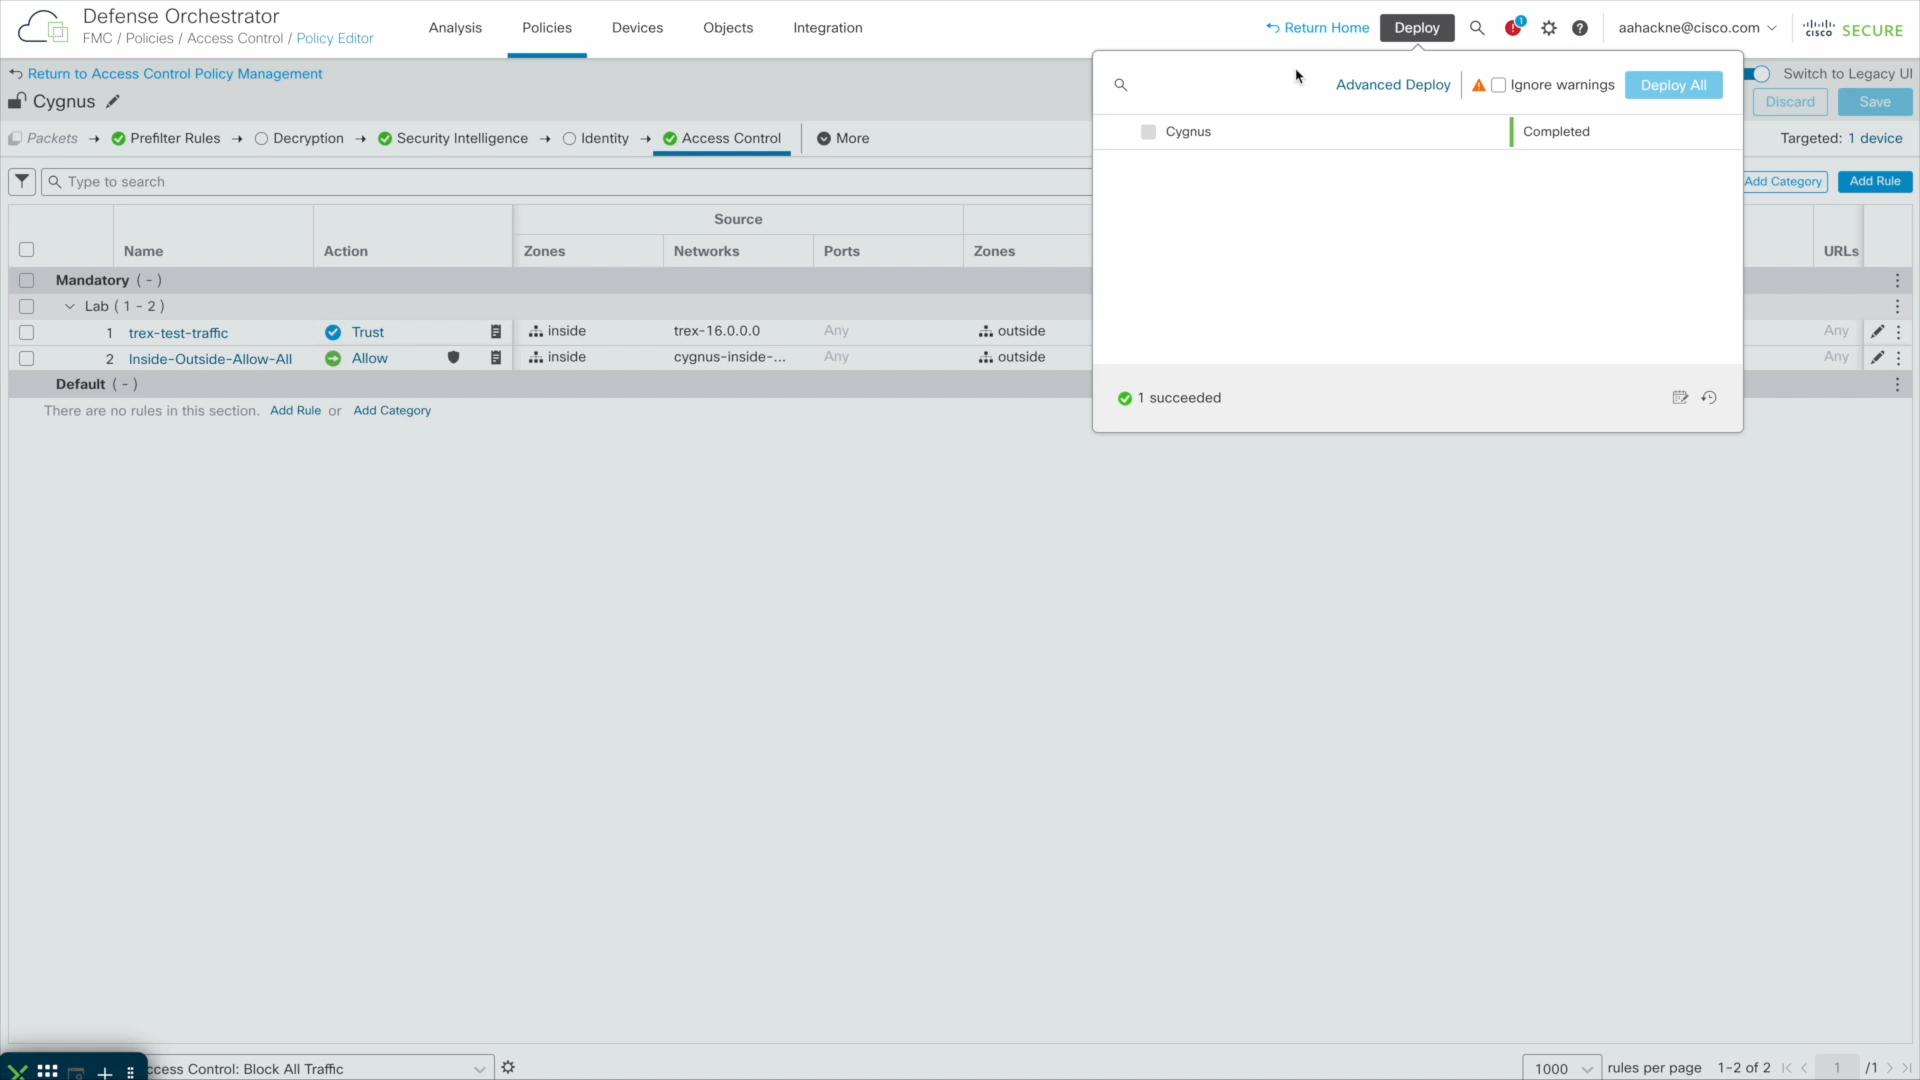 Defense Orchestrator
FMC / Policies / Access Control / Policy Editor
Analysis
Policies
Devices
Objects
Integration
Return Home
Deploy
1
aahackne@cisco.com
cisco SECURE
Return to Access Control Policy Management
Switch to Legacy UI
Cygnus
Discard
Save
Packets
Prefilter Rules
Decryption
Security Intelligence
Identity
Access Control
More
Targeted: 1 device
Type to search
Add Category
Add Rule
Source
Name
Action
Zones
Networks
Ports
Zones
URLs
Mandatory ( - )
Lab ( 1 - 2 )
1 trex-test-traffic Trust inside trex-16.0.0.0 Any outside Any
2 Inside-Outside-Allow-All Allow inside cygnus-inside-... Any outside Any
Default ( - )
There are no rules in this section. Add Rule or Add Category
Advanced Deploy
Ignore warnings
Deploy All
Cygnus
Completed
1 succeeded
ccess Control: Block All Traffic
1000 rules per page 1-2 of 2 1 /1